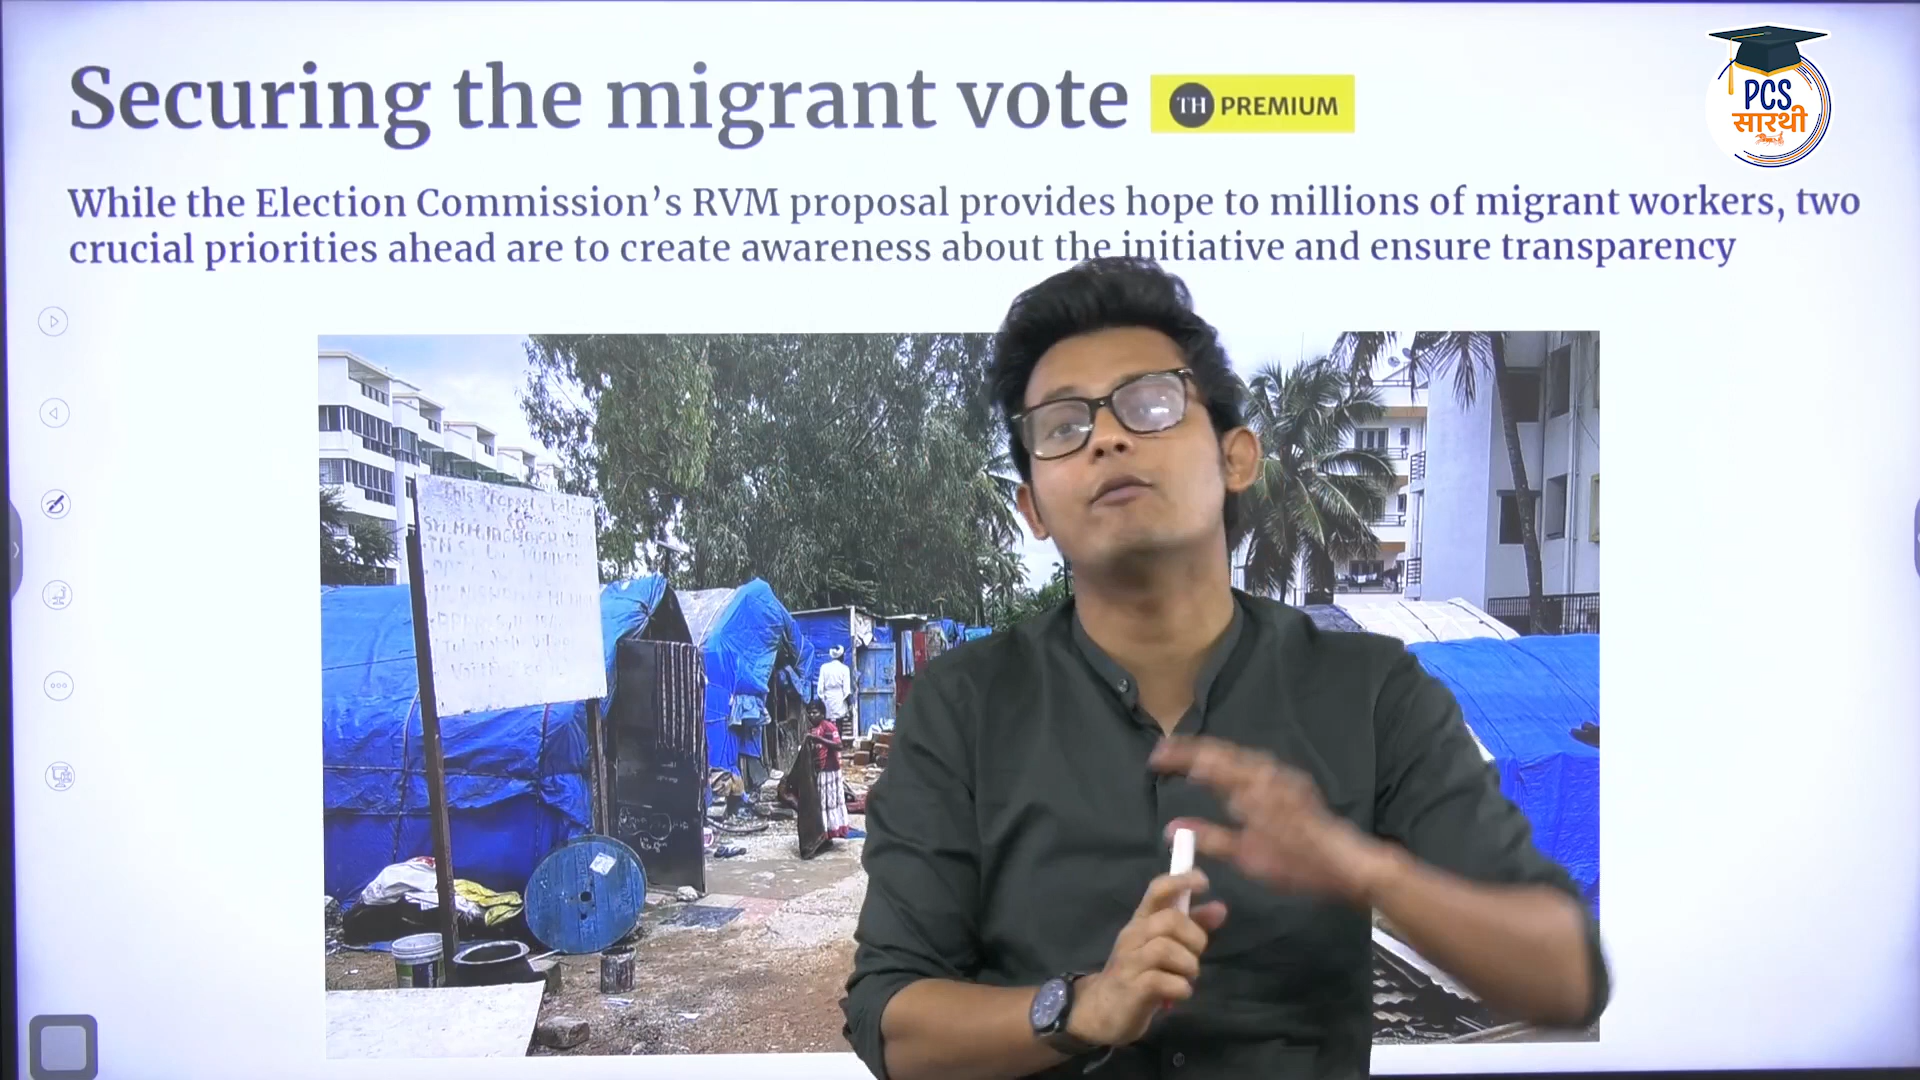 Securing the migrant vote
TH PREMIUM
PCS
सारथी
While the Election Commission's RVM proposal provides hope to millions of migrant workers, two
crucial priorities ahead are to create awareness about the initiative and ensure transparency
This